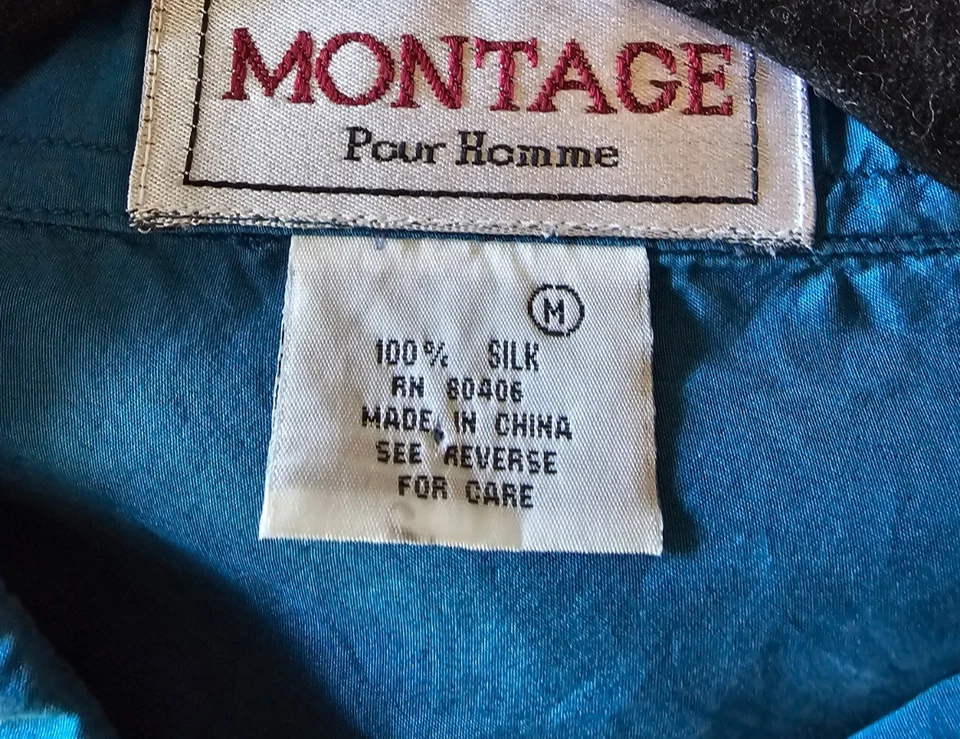 MONTAGE
Pour Homme
M
100% SILK
RN 80406
MADE IN CHINA
SEE REVERSE
FOR CARE